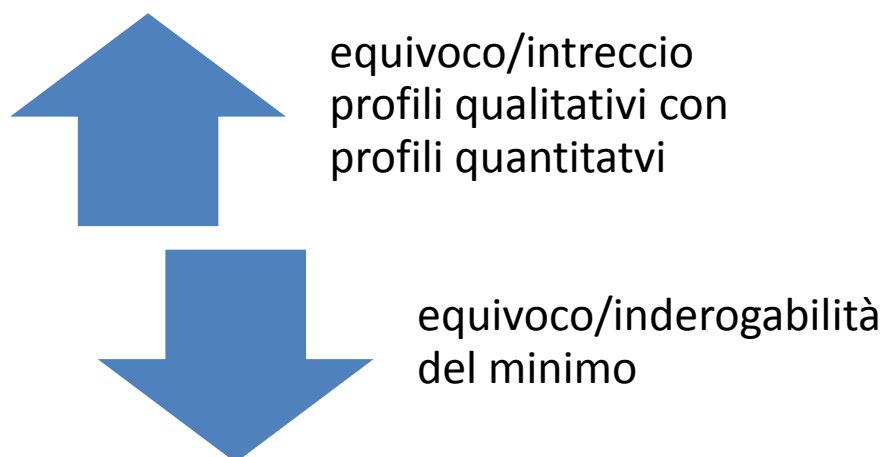 equivoco/intreccio
profili qualitativi con
profili quantitatvi
equivoco/inderogabilità
del minimo